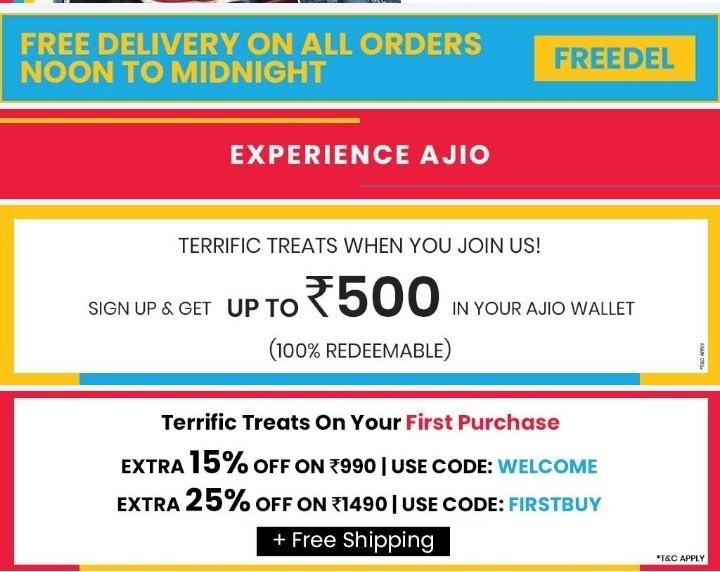 FREE DELIVERY ON ALL ORDERS
NOON TO MIDNIGHT
FREEDEL
EXPERIENCE AJIO
TERRIFIC TREATS WHEN YOU JOIN US!
SIGN UP & GET UP TO ₹500 IN YOUR AJIO WALLET
(100% REDEEMABLE)
*T&C APPLY
Terrific Treats On Your First Purchase
EXTRA 15% OFF ON ₹990 | USE CODE: WELCOME
EXTRA 25% OFF ON ₹1490 | USE CODE: FIRSTBUY
+ Free Shipping
*T&C APPLY